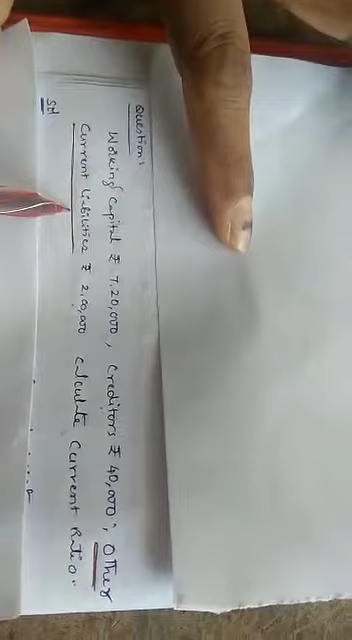 Question:
Working Capital ₹ 7,20,000, Creditors ₹ 40,000; Other
Current Liabilities ₹ 2,00,000 Calculate Current Ratio.
Sol